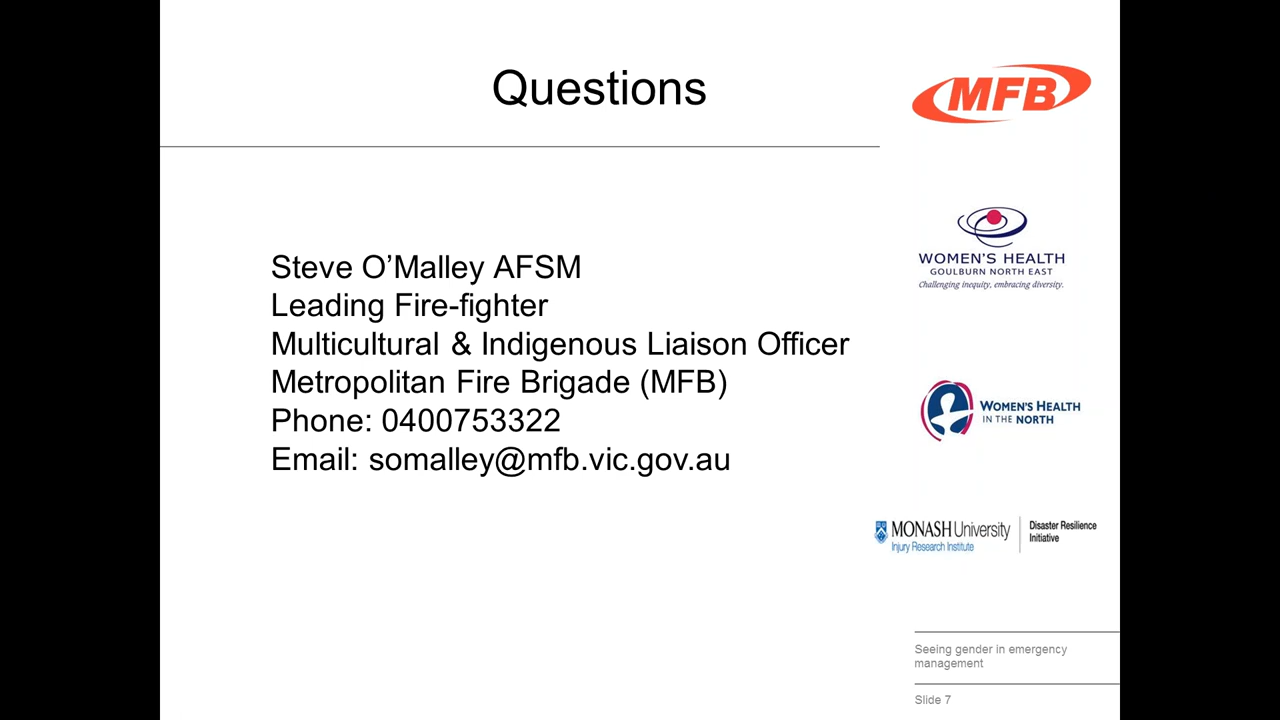 Questions
Steve O’Malley AFSM
Leading Fire-fighter
Multicultural & Indigenous Liaison Officer
Metropolitan Fire Brigade (MFB)
Phone: 0400753322
Email: somalley@mfb.vic.gov.au
MFB
WOMEN'S HEALTH
GOULBURN NORTH EAST
Challenging inequity, embracing diversity.
WOMEN'S HEALTH
IN THE NORTH
MONASH University
Injury Research Institute
Disaster Resilience
Initiative
Seeing gender in emergency
management
Slide 7